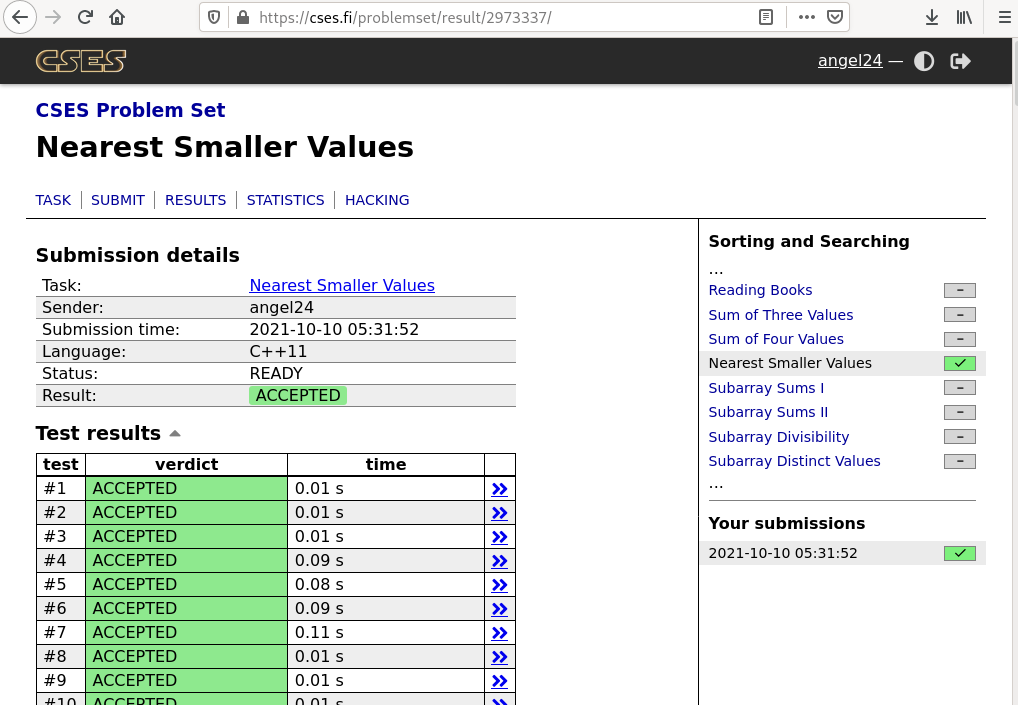 https://cses.fi/problemset/result/2973337/
CSES
angel24 —
CSES Problem Set
Nearest Smaller Values
TASK SUBMIT RESULTS STATISTICS HACKING
Submission details
Task: Nearest Smaller Values
Sender: angel24
Submission time: 2021-10-10 05:31:52
Language: C++11
Status: READY
Result: ACCEPTED
Test results
test verdict time
#1 ACCEPTED 0.01 s
#2 ACCEPTED 0.01 s
#3 ACCEPTED 0.01 s
#4 ACCEPTED 0.09 s
#5 ACCEPTED 0.08 s
#6 ACCEPTED 0.09 s
#7 ACCEPTED 0.11 s
#8 ACCEPTED 0.01 s
#9 ACCEPTED 0.01 s
#10 ACCEPTED 0.01 s
Sorting and Searching
...
Reading Books –
Sum of Three Values –
Sum of Four Values –
Nearest Smaller Values ✓
Subarray Sums I –
Subarray Sums II –
Subarray Divisibility –
Subarray Distinct Values –
...
Your submissions
2021-10-10 05:31:52 ✓